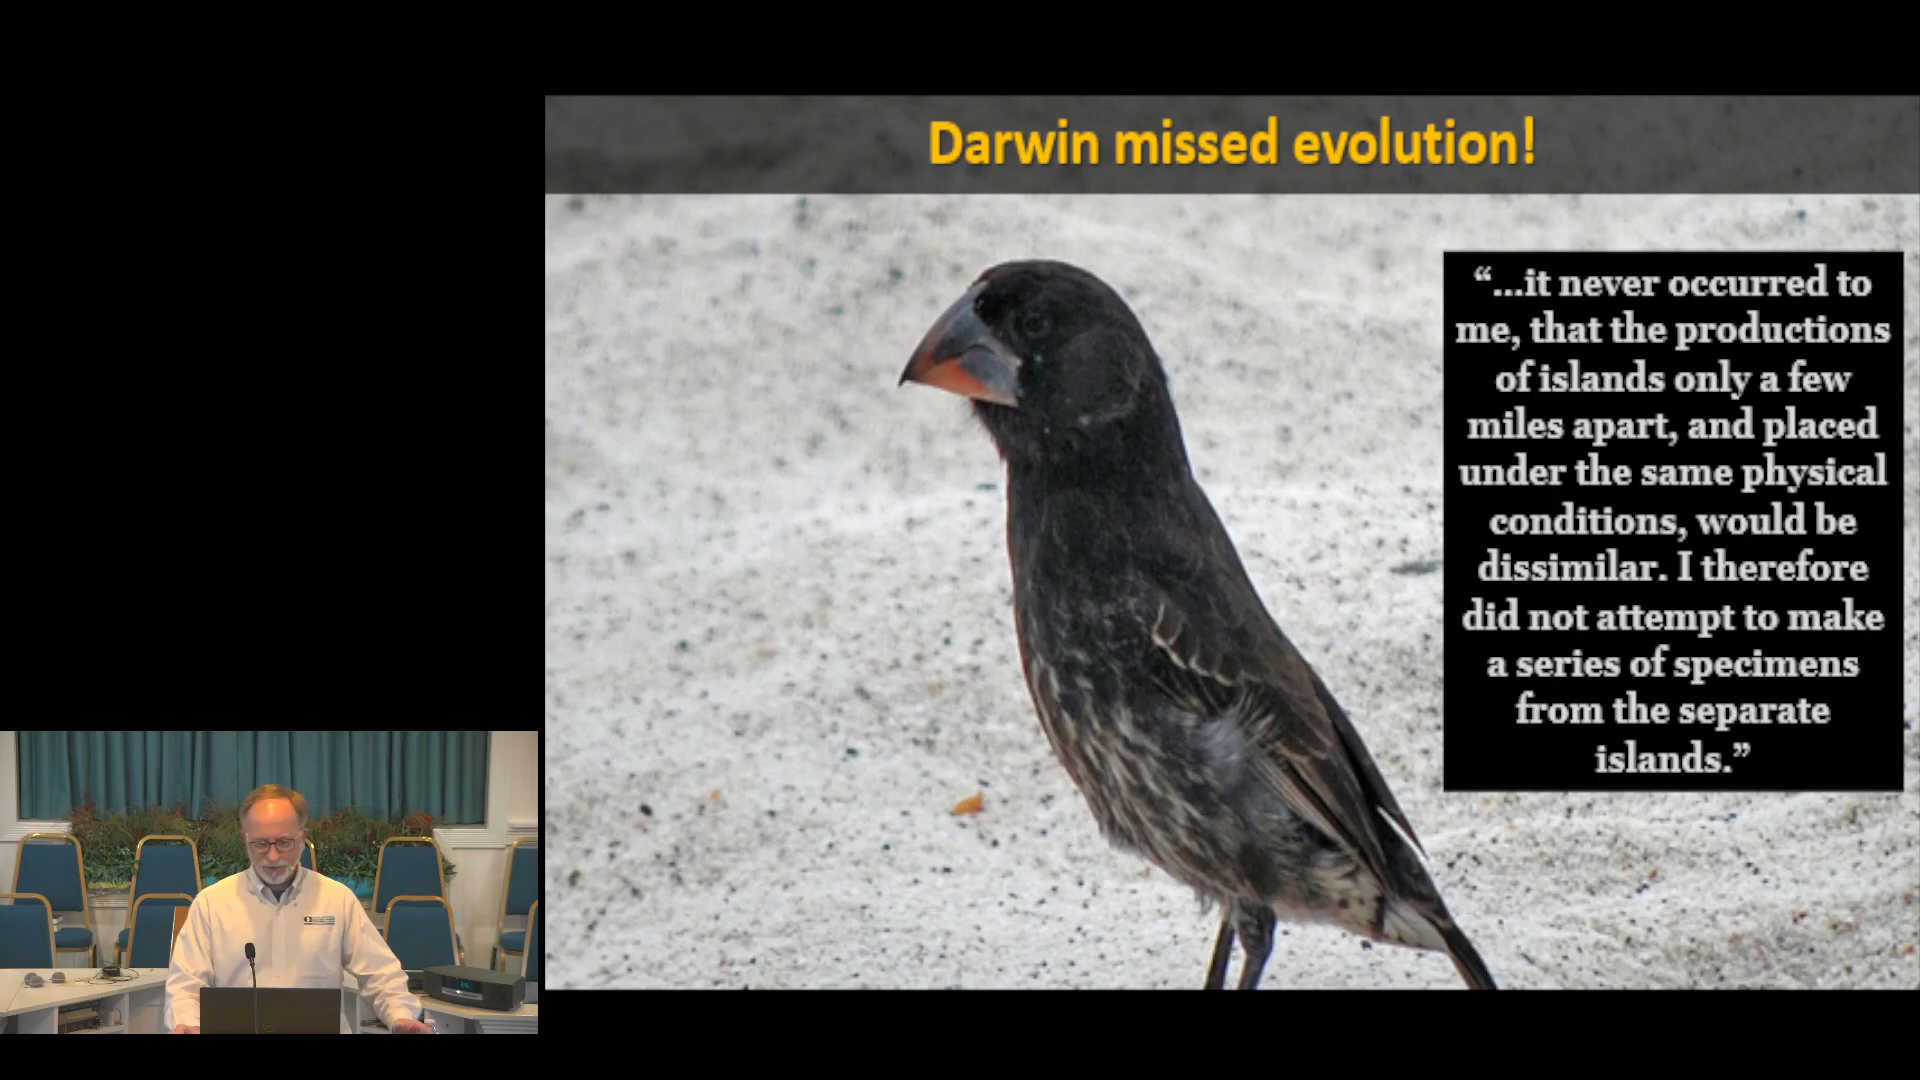 Darwin missed evolution!
“...it never occurred to
me, that the productions
of islands only a few
miles apart, and placed
under the same physical
conditions, would be
dissimilar. I therefore
did not attempt to make
a series of specimens
from the separate
islands.”